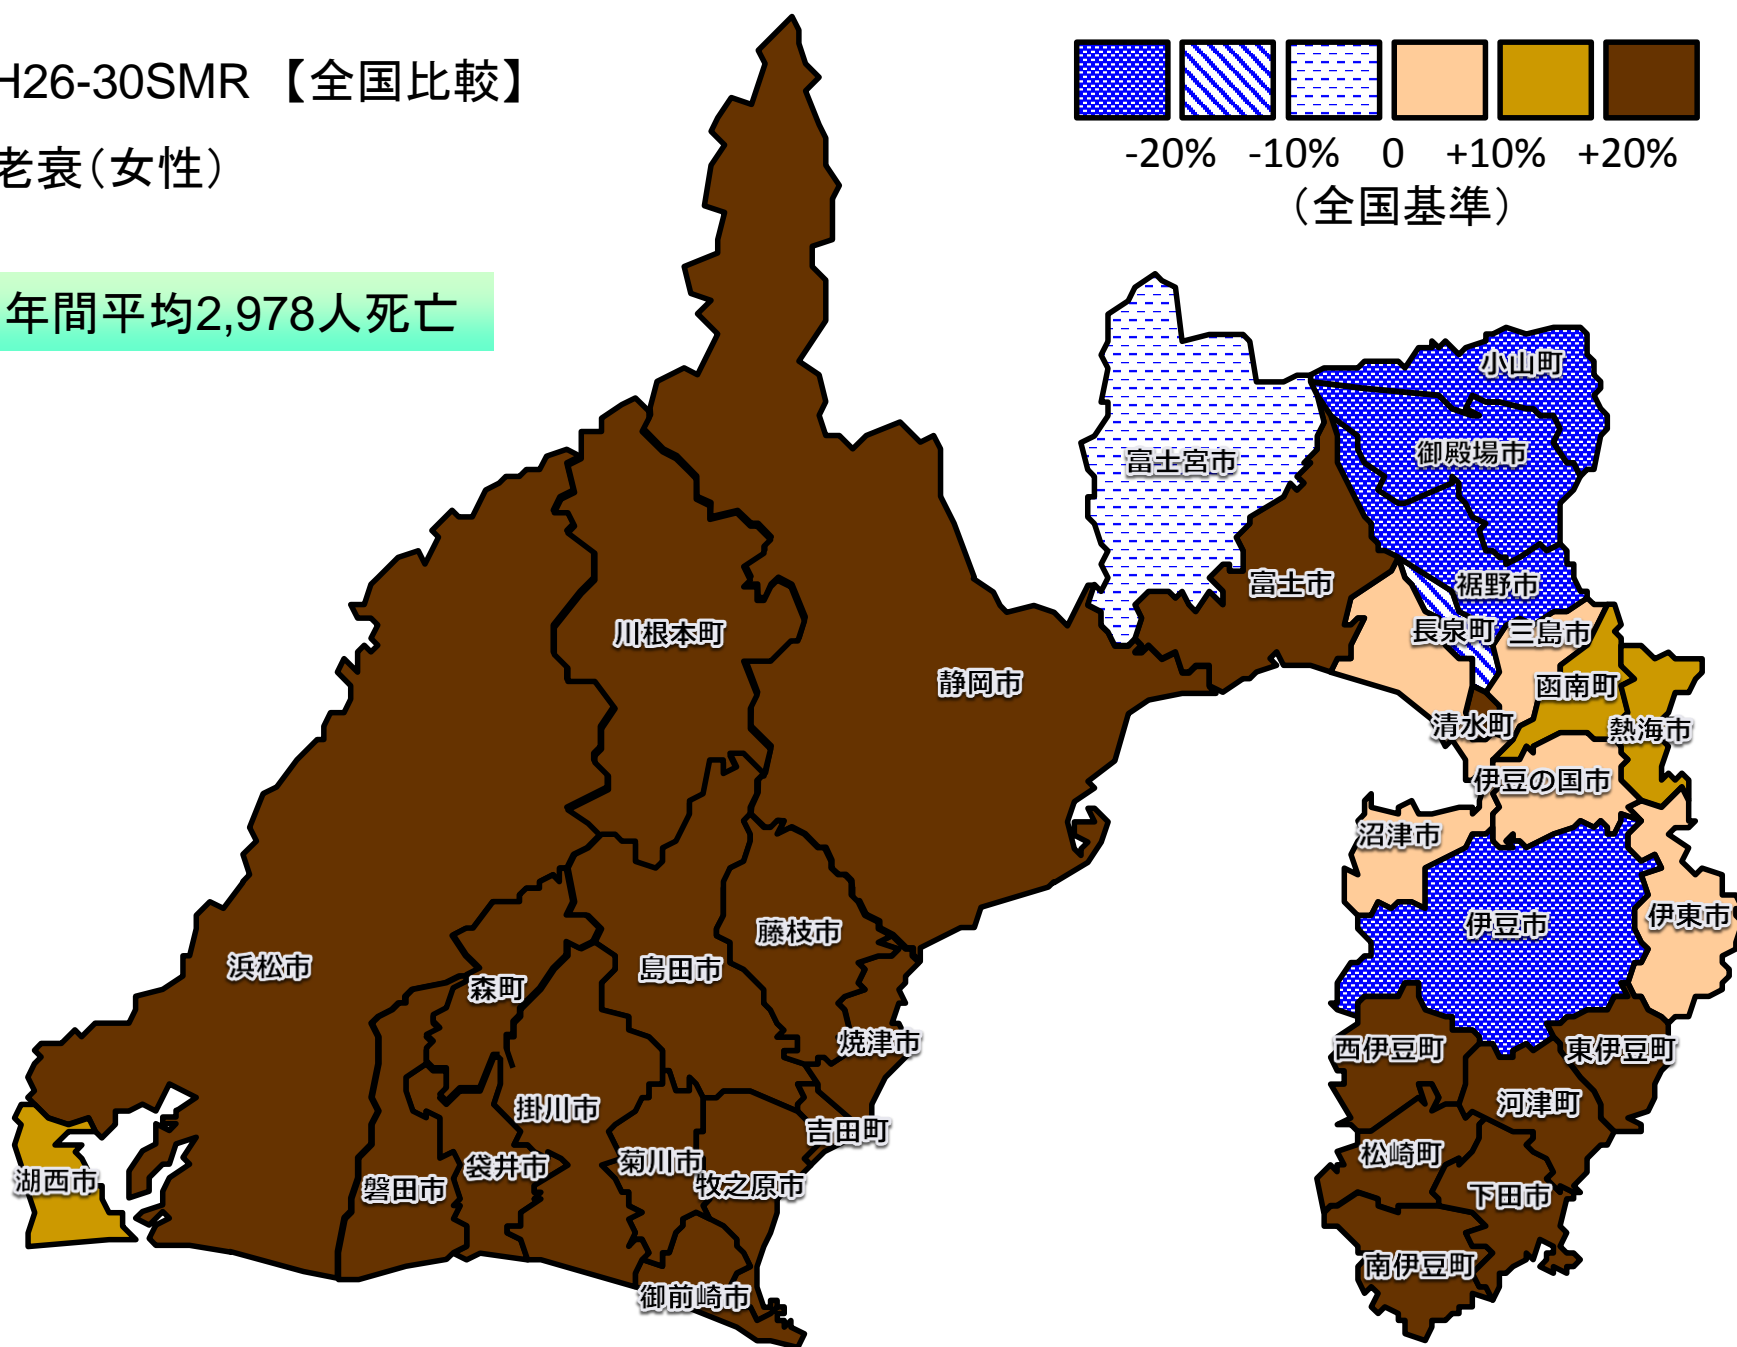 H26-30SMR 【全国比較】
老衰(女性)
年間平均2,978人死亡
-20% -10% 0 +10% +20%
(全国基準)
小山町
御殿場市
富士宮市
裾野市
富士市
長泉町
三島市
川根本町
静岡市
函南町
清水町
熱海市
伊豆の国市
沼津市
伊東市
伊豆市
藤枝市
浜松市
島田市
森町
焼津市
西伊豆町
東伊豆町
掛川市
河津町
吉田町
松崎町
菊川市
袋井市
湖西市
磐田市
牧之原市
下田市
南伊豆町
御前崎市